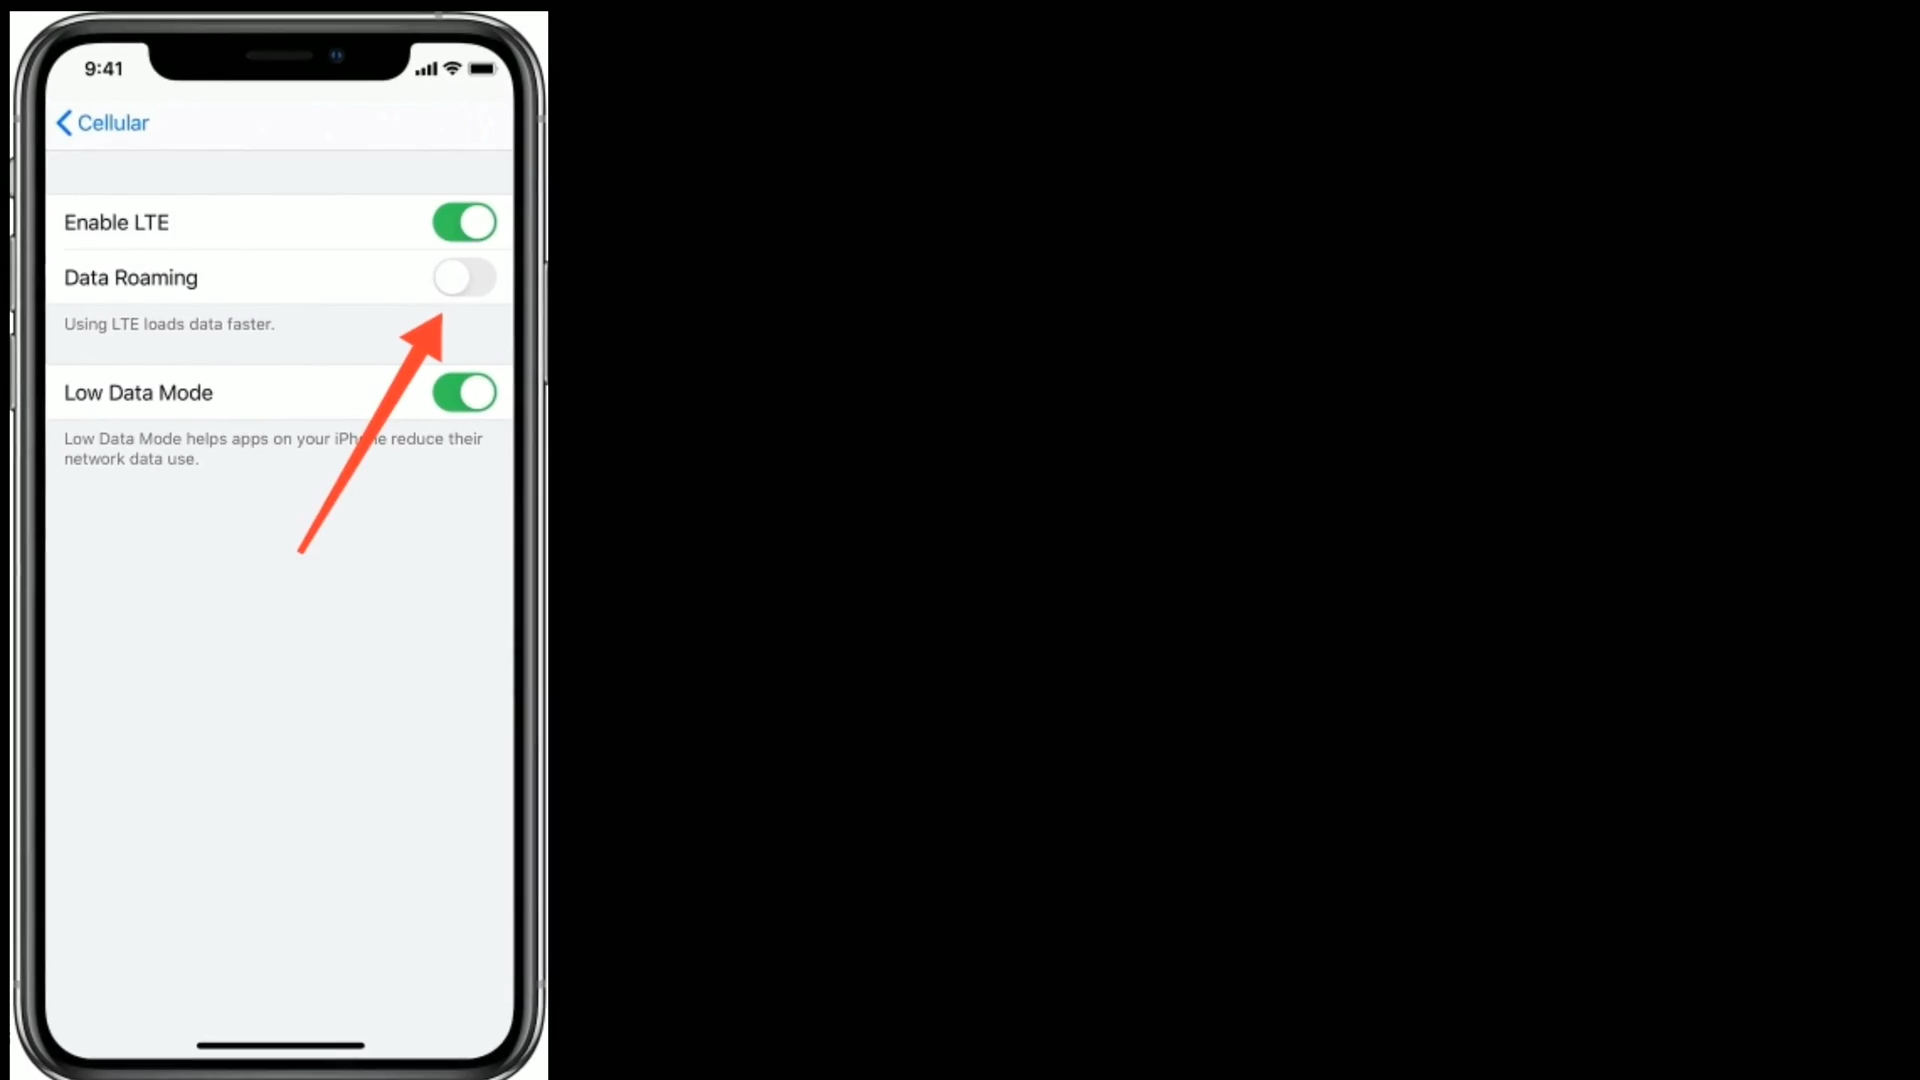 9:41
Cellular
Enable LTE
Data Roaming
Using LTE loads data faster.
Low Data Mode
Low Data Mode helps apps on your iPhone reduce their
network data use.